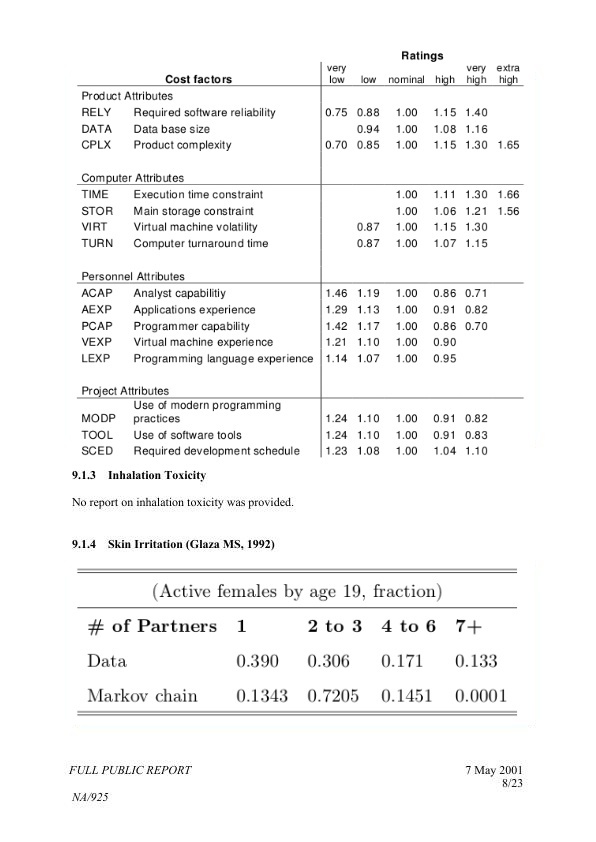 Ratings
Cost factors very low low nominal high very high extra high
Product Attributes
RELY Required software reliability 0.75 0.88 1.00 1.15 1.40
DATA Data base size 0.94 1.00 1.08 1.16
CPLX Product complexity 0.70 0.85 1.00 1.15 1.30 1.65
Computer Attributes
TIME Execution time constraint 1.00 1.11 1.30 1.66
STOR Main storage constraint 1.00 1.06 1.21 1.56
VIRT Virtual machine volatility 0.87 1.00 1.15 1.30
TURN Computer turnaround time 0.87 1.00 1.07 1.15
Personnel Attributes
ACAP Analyst capabilitiy 1.46 1.19 1.00 0.86 0.71
AEXP Applications experience 1.29 1.13 1.00 0.91 0.82
PCAP Programmer capability 1.42 1.17 1.00 0.86 0.70
VEXP Virtual machine experience 1.21 1.10 1.00 0.90
LEXP Programming language experience 1.14 1.07 1.00 0.95
Project Attributes
Use of modern programming
MODP practices 1.24 1.10 1.00 0.91 0.82
TOOL Use of software tools 1.24 1.10 1.00 0.91 0.83
SCED Required development schedule 1.23 1.08 1.00 1.04 1.10
9.1.3 Inhalation Toxicity
No report on inhalation toxicity was provided.
9.1.4 Skin Irritation (Glaza MS, 1992)
(Active females by age 19, fraction)
# of Partners 1 2 to 3 4 to 6 7+
Data 0.390 0.306 0.171 0.133
Markov chain 0.1343 0.7205 0.1451 0.0001
FULL PUBLIC REPORT 7 May 2001
8/23
NA/925